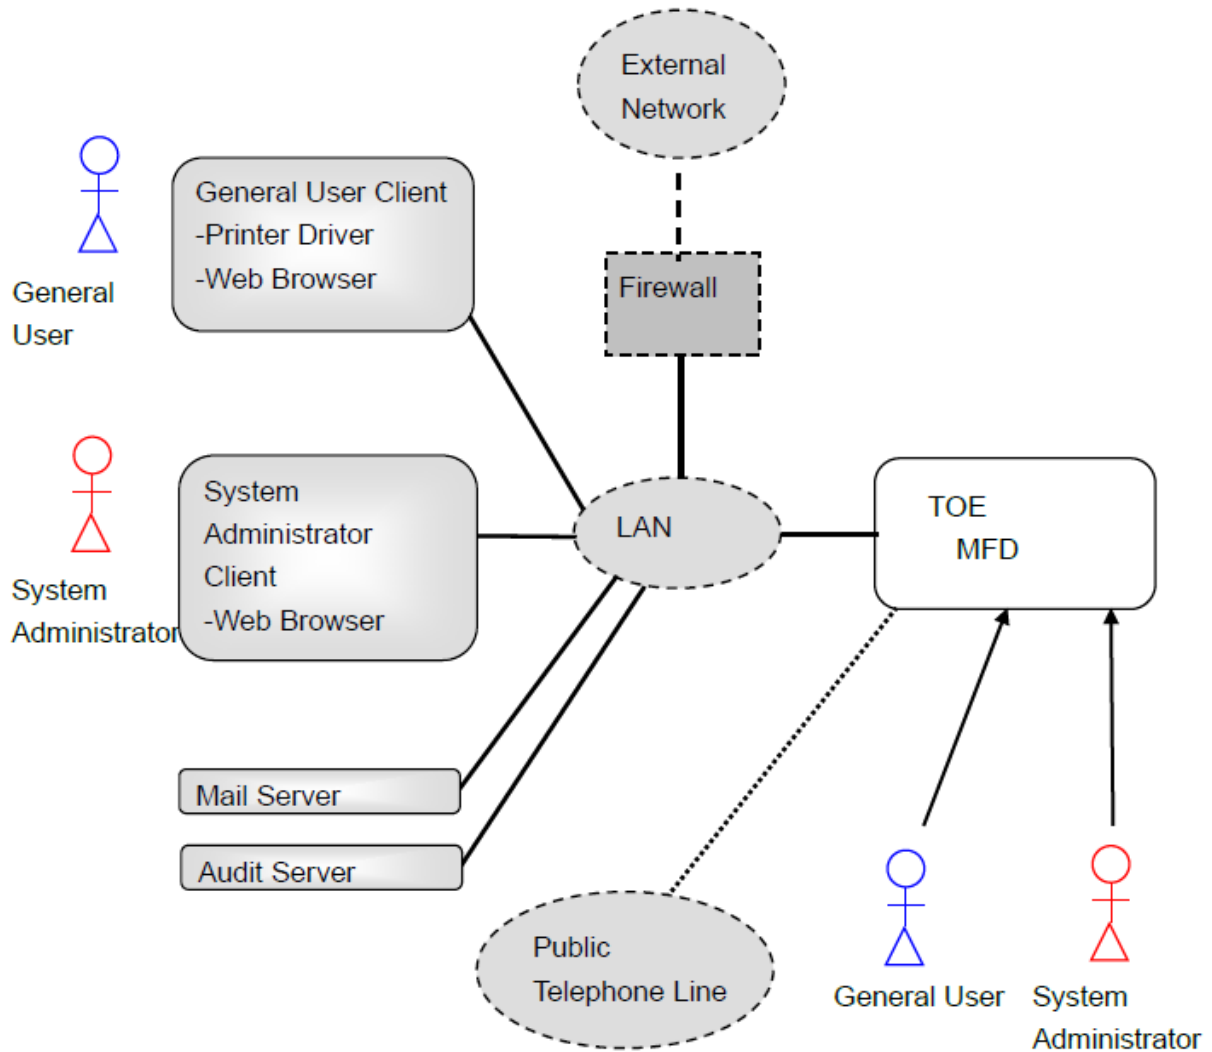 External
Network
General User Client
-Printer Driver
-Web Browser
General
User
Firewall
System
Administrator
Client
-Web Browser
System
Administrator
LAN
TOE
MFD
Mail Server
Audit Server
Public
Telephone Line
General User
System
Administrator